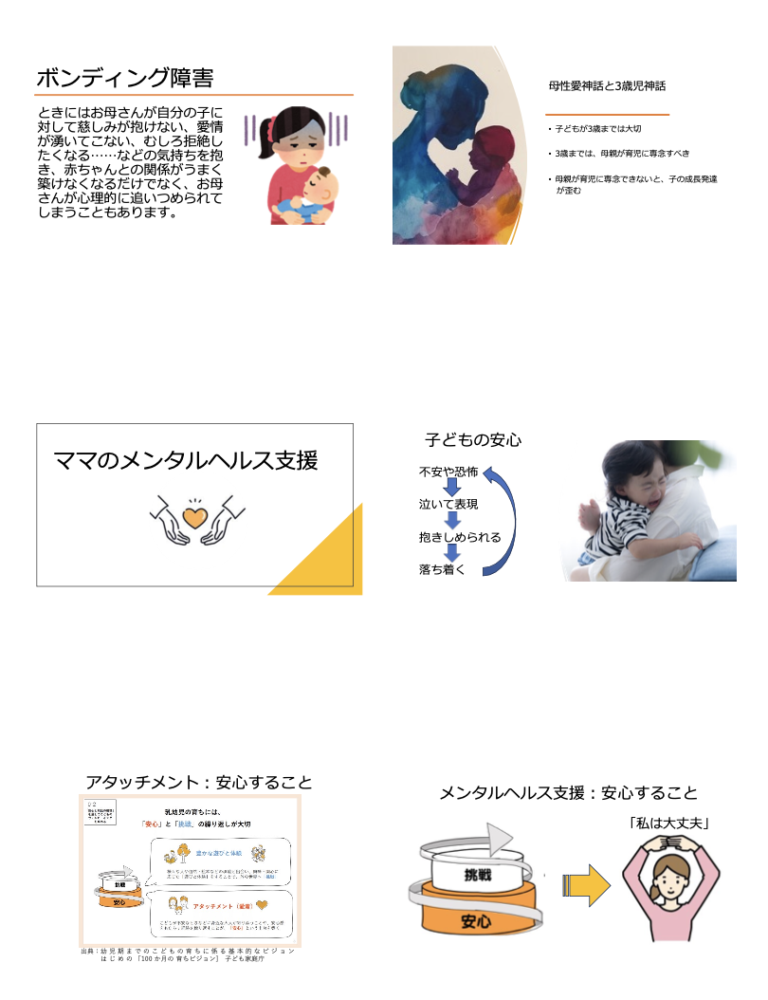 ボンディング障害
ときにはお母さんが自分の子に
対して慈しみが抱けない、愛情
が湧いてこない、むしろ拒絶し
たくなる……などの気持ちを抱
き、赤ちゃんとの関係がうまく
築けなくなるだけでなく、お母
さんが心理的に追いつめられて
しまうこともあります。
母性愛神話と3歳児神話
• 子どもが3歳までは大切
• 3歳までは、母親が育児に専念すべき
• 母親が育児に専念できないと、子の成長発達
が歪む
ママのメンタルヘルス支援
子どもの安心
不安や恐怖
泣いて表現
抱きしめられる
落ち着く
アタッチメント：安心すること
乳幼児の育ちには、
「安心」と「挑戦」の繰り返しが大切
豊かな遊びと体験
挑戦
安心
アタッチメント（愛着）
出典：幼児期までのこどもの育ちに係る基本的なビジョン
はじめの「100か月の育ちビジョン」 子ども家庭庁
メンタルヘルス支援：安心すること
「私は大丈夫」
挑戦
安心